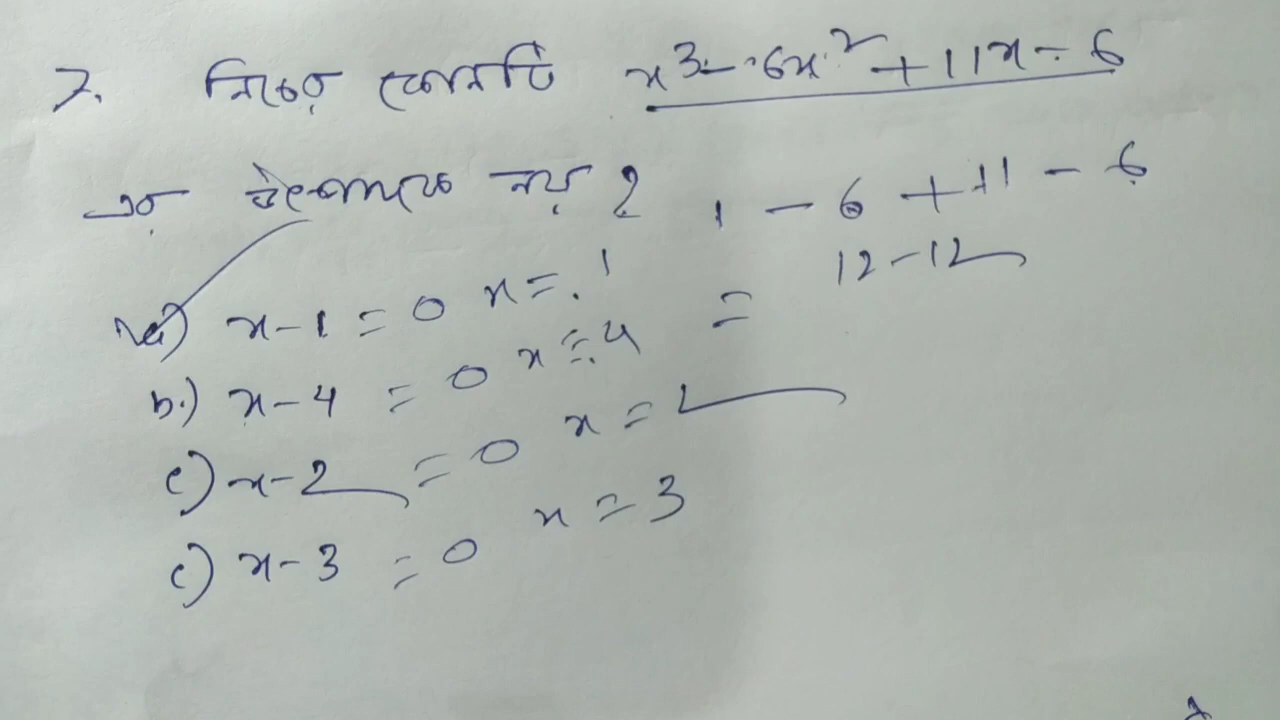 ১. নিচের কোনটি x³ - 6x² + 11x - 6
এর উৎপাদক নয় ? 1 - 6 + 11 - 6
12 - 12
a) x - 1 = 0 x = 1 =
b.) x - 4 = 0 x = 4
c) x - 2 = 0 x = 2
c) x - 3 = 0 x = 3